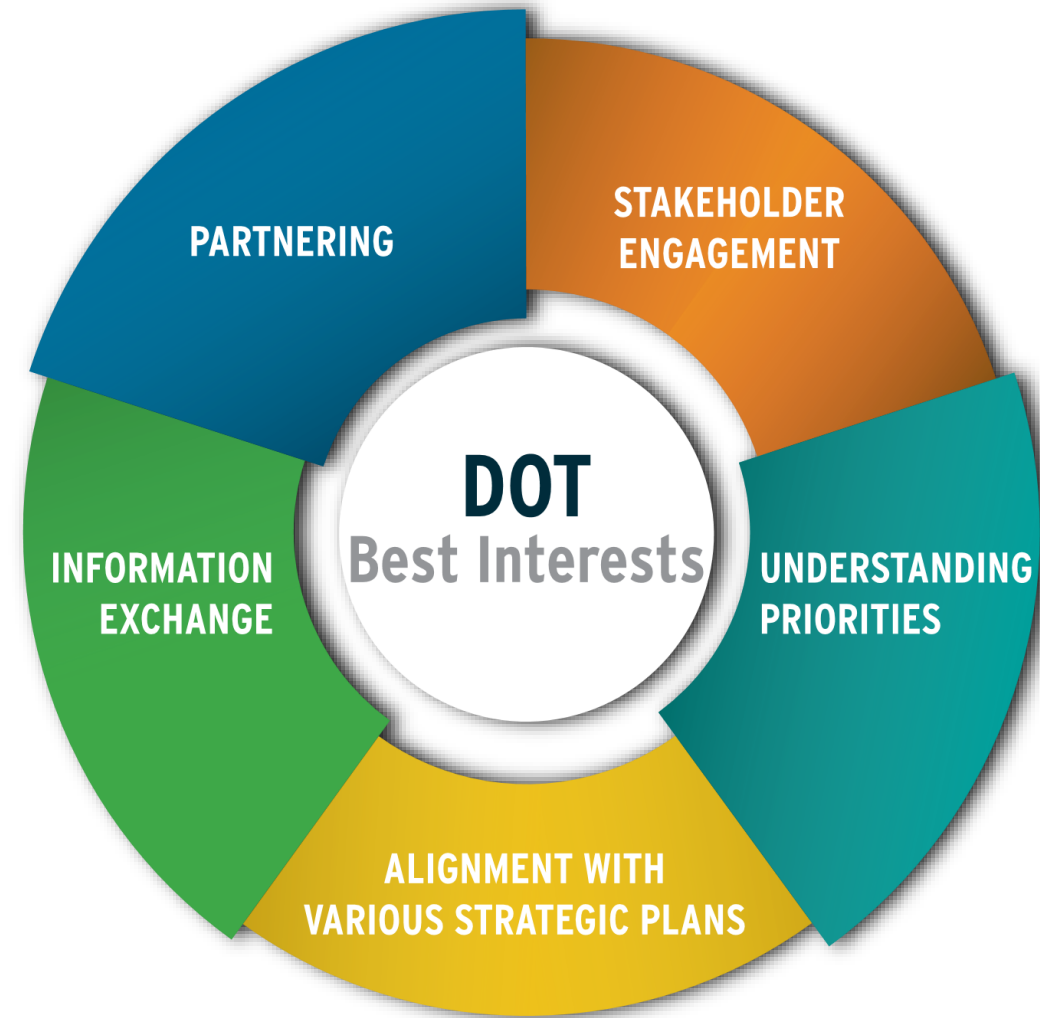 PARTNERING
STAKEHOLDER
ENGAGEMENT
DOT
Best Interests
INFORMATION
EXCHANGE
UNDERSTANDING
PRIORITIES
ALIGNMENT WITH
VARIOUS STRATEGIC PLANS